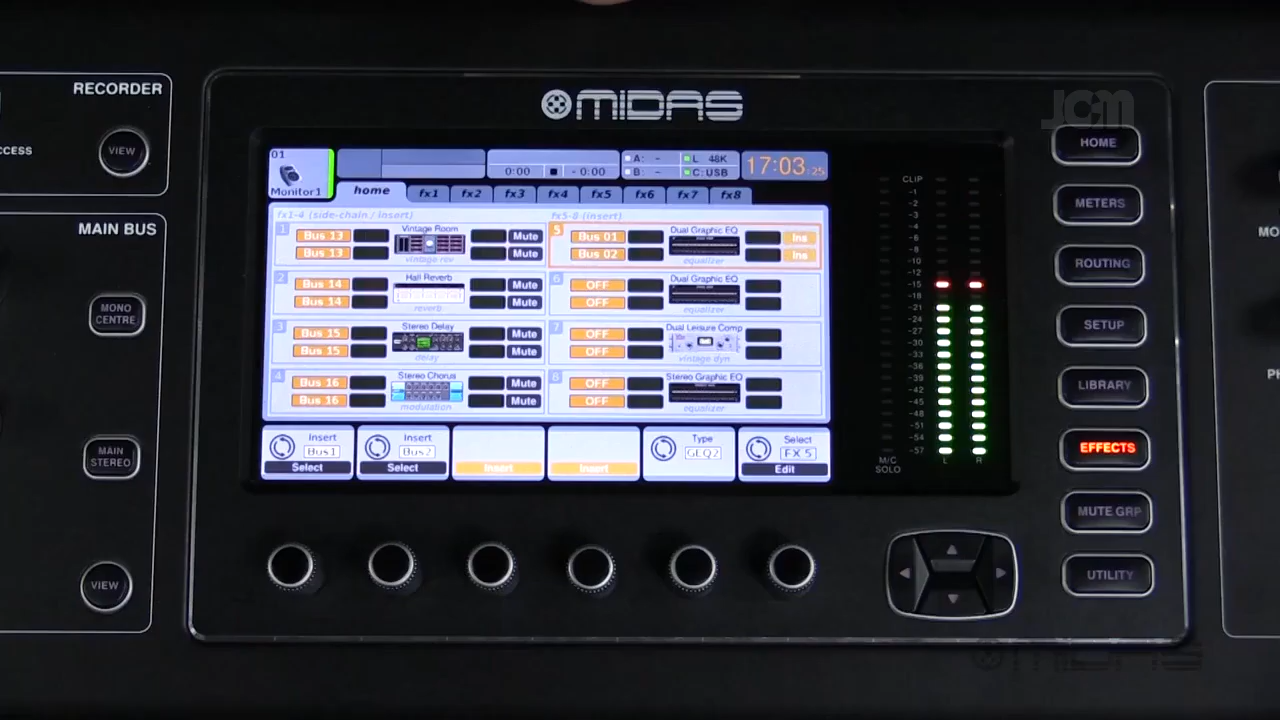 RECORDER
CCESS
VIEW
MAIN BUS
MONO
CENTRE
MAIN
STEREO
VIEW
MIDAS
JCM
01
Monitor1
0:00 - 0:00
A: - L 48K
B: - C: USB
17:03:25
home fx1 fx2 fx3 fx4 fx5 fx6 fx7 fx8
fx1-4 (side-chain / insert)
1 Bus 13 Vintage Room Mute
Bus 13 vintage rev Mute
2 Bus 14 Hall Reverb Mute
Bus 14 reverb Mute
3 Bus 15 Stereo Delay Mute
Bus 15 delay Mute
4 Bus 16 Stereo Chorus Mute
Bus 16 modulation Mute
fx5-8 (insert)
5 Bus 01 Dual Graphic EQ Ins
Bus 02 equalizer Ins
6 OFF Dual Graphic EQ
OFF equalizer
7 OFF Dual Leisure Comp
OFF vintage dyn
8 OFF Stereo Graphic EQ
OFF equalizer
Insert Bus1 Select
Insert Bus2 Select
Insert
Insert
Type GEQ2
Select FX 5 Edit
CLIP
-1
-2
-3
-4
-6
-8
-10
-12
-15
-18
-21
-24
-27
-30
-33
-36
-39
-42
-45
-48
-51
-54
-57
M/C
SOLO
L R
HOME
METERS
ROUTING
SETUP
LIBRARY
EFFECTS
MUTE GRP
UTILITY
MO
PH
MIDAS